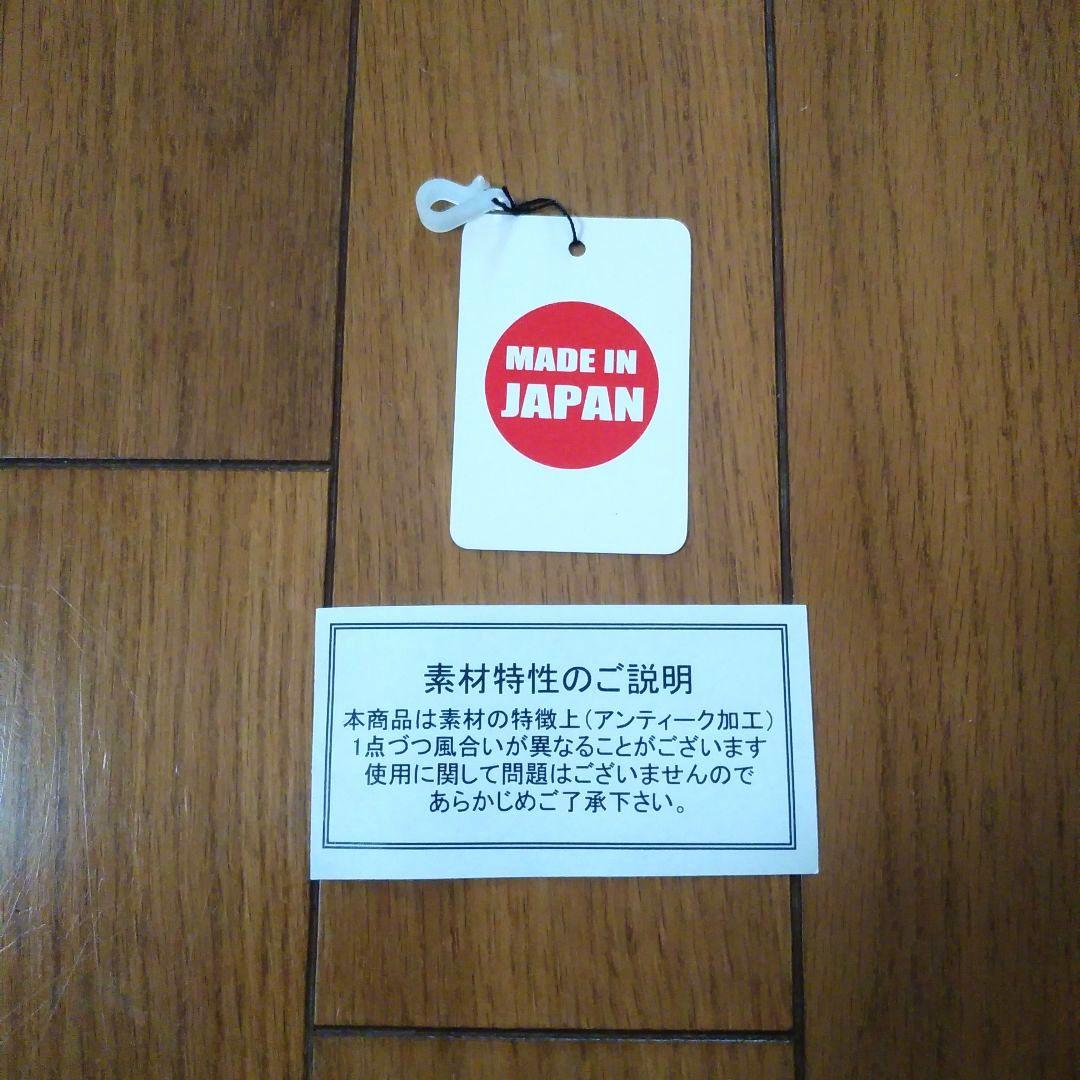 MADE IN
JAPAN
素材特性のご説明
本商品は素材の特徴上（アンティーク加工）
1点づつ風合いが異なることがございます
使用に関して問題はございませんので
あらかじめご了承下さい。